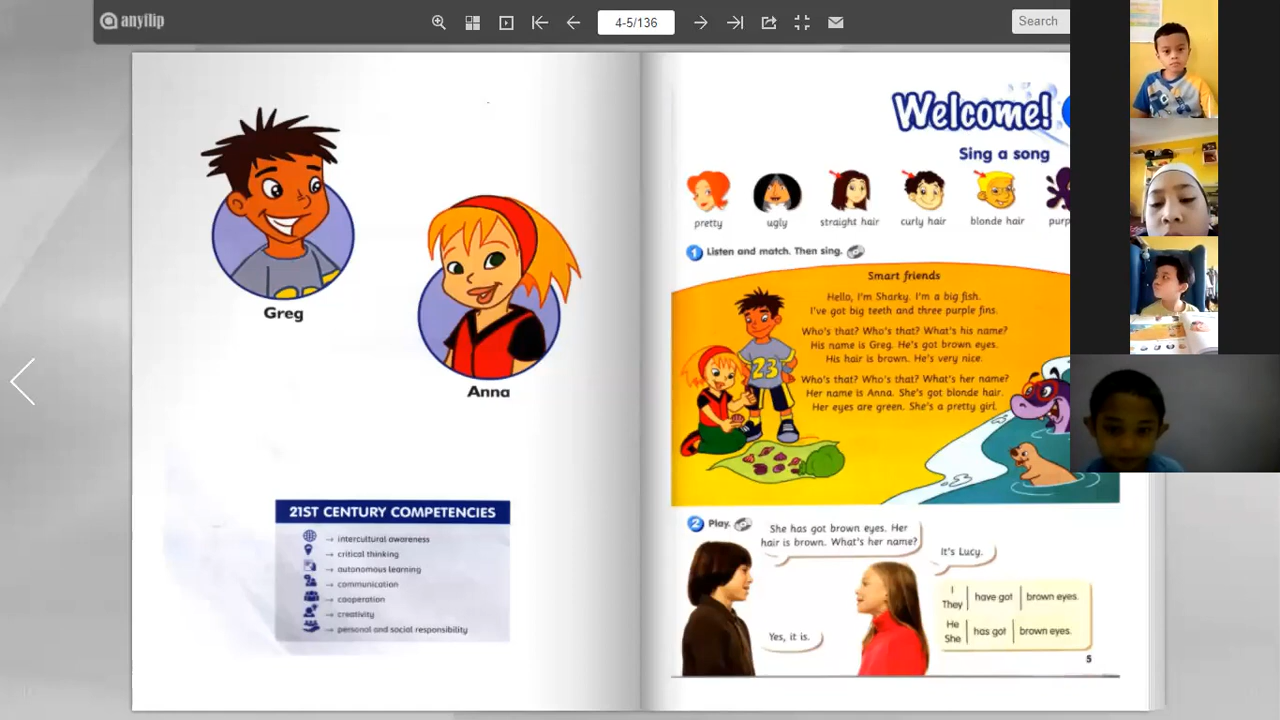 anyflip
4-5/136
Search
Greg
Anna
21ST CENTURY COMPETENCIES
→ intercultural awareness
→ critical thinking
→ autonomous learning
→ communication
→ cooperation
→ creativity
→ personal and social responsibility
Welcome!
Sing a song
pretty
ugly
straight hair
curly hair
blonde hair
purp
1 Listen and match. Then sing.
Smart friends
Hello, I'm Sharky. I'm a big fish.
I've got big teeth and three purple fins.
Who's that? Who's that? What's his name?
His name is Greg. He's got brown eyes.
His hair is brown. He's very nice.
Who's that? Who's that? What's her name?
Her name is Anna. She's got blonde hair.
Her eyes are green. She's a pretty girl.
23
2 Play.
She has got brown eyes. Her
hair is brown. What's her name?
It's Lucy.
Yes, it is.
I
They
have got
brown eyes.
He
She
has got
brown eyes.
5